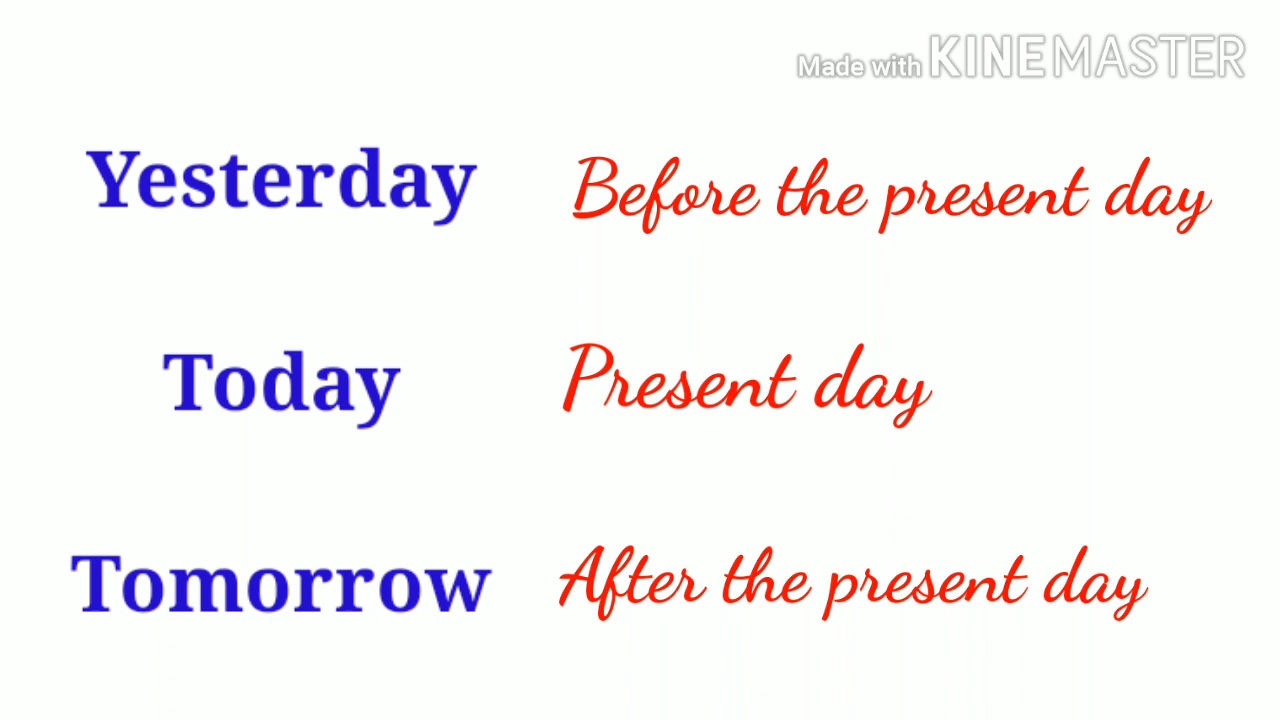 Made with KINEMASTER
Yesterday Before the present day
Today Present day
Tomorrow After the present day